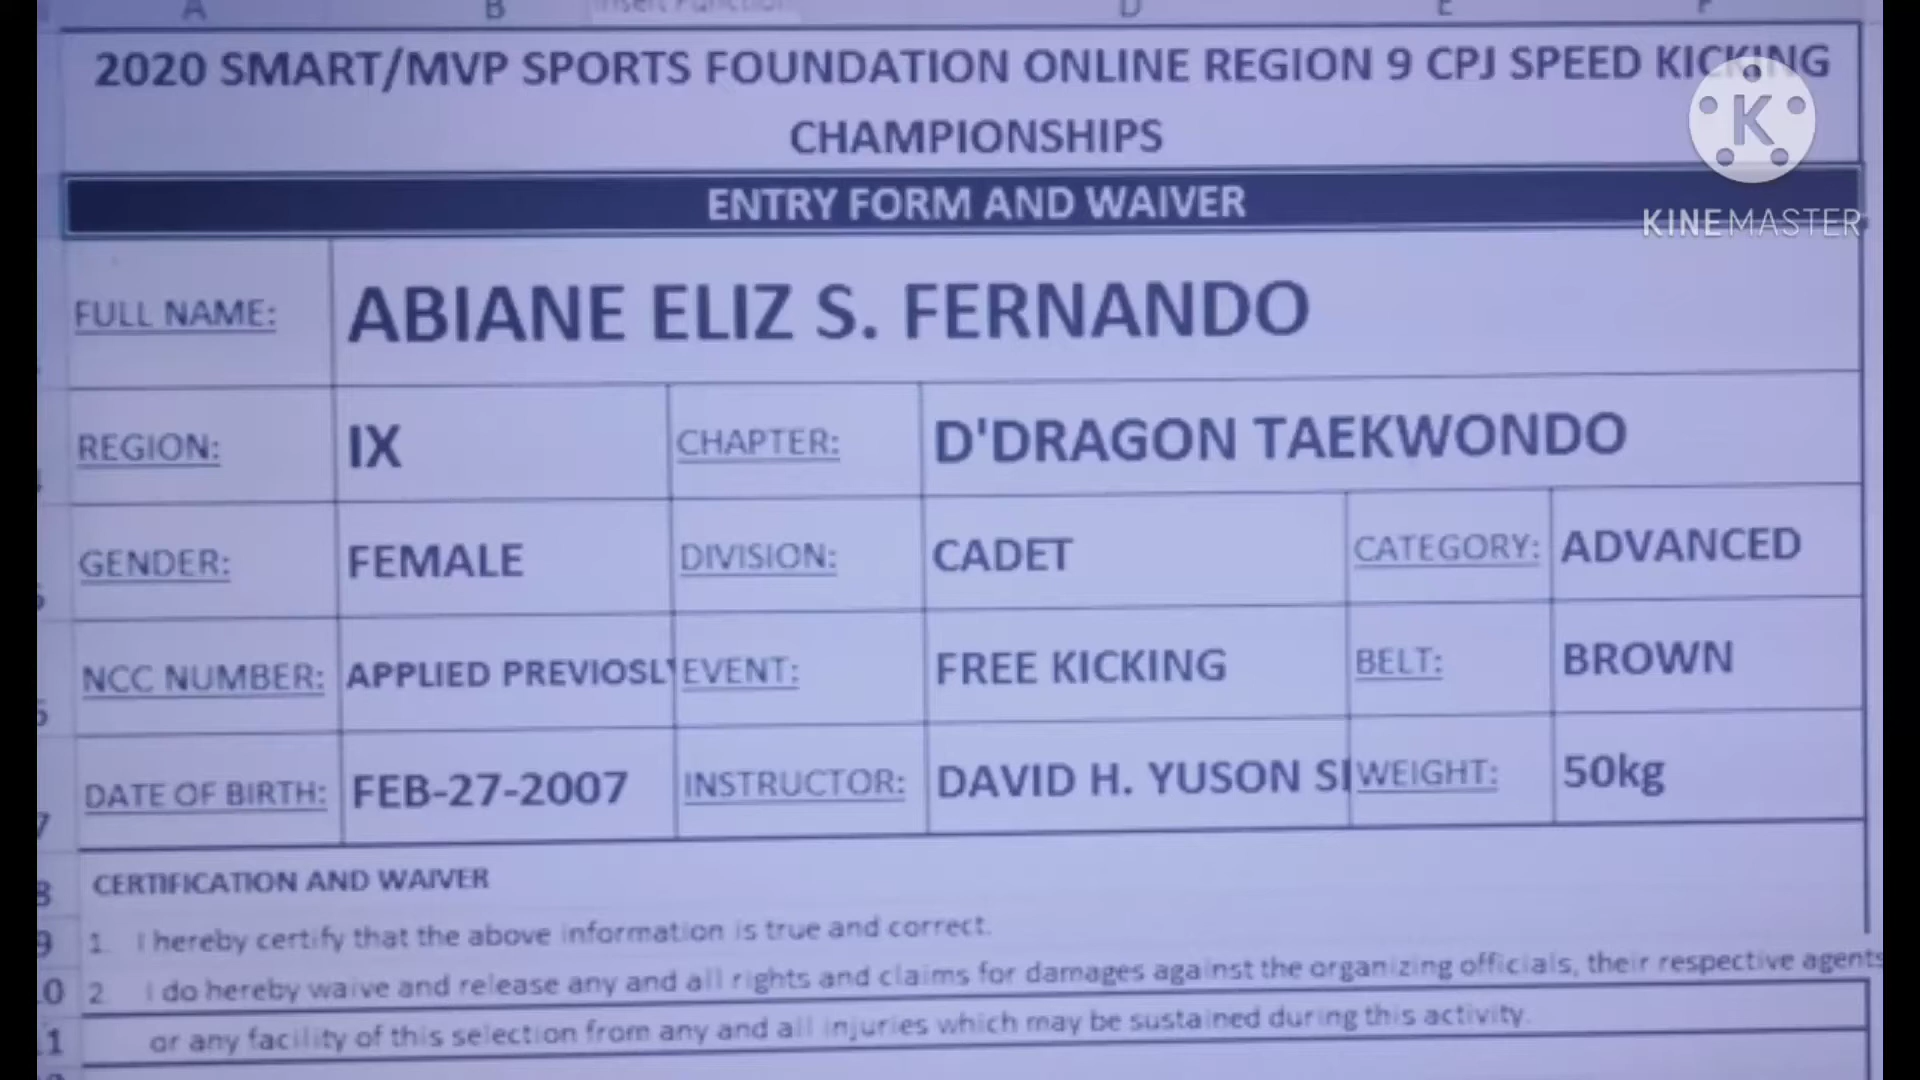 A B Insert Function D E F
2020 SMART/MVP SPORTS FOUNDATION ONLINE REGION 9 CPJ SPEED KICKING
CHAMPIONSHIPS
K
KINEMASTER
ENTRY FORM AND WAIVER
FULL NAME: ABIANE ELIZ S. FERNANDO
REGION: IX CHAPTER: D'DRAGON TAEKWONDO
GENDER: FEMALE DIVISION: CADET CATEGORY: ADVANCED
NCC NUMBER: APPLIED PREVIOSL EVENT: FREE KICKING BELT: BROWN
DATE OF BIRTH: FEB-27-2007 INSTRUCTOR: DAVID H. YUSON WEIGHT: 50kg
CERTIFICATION AND WAIVER
9 1. I hereby certify that the above information is true and correct.
2 I do hereby waive and release any and all rights and claims for damages against the organizing officials, their respective agents
or any facility of this selection from any and all injuries which may be sustained during this activity.